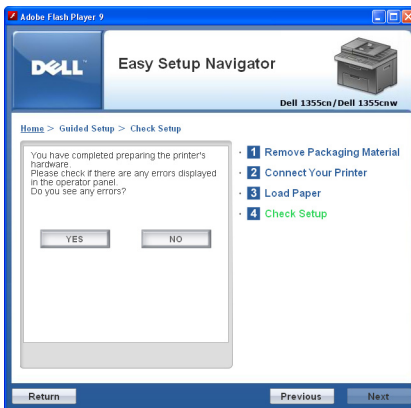 Adobe Flash Player 9
DELL™
Easy Setup Navigator
Dell 1355cn/Dell 1355cnw
Home > Guided Setup > Check Setup
You have completed preparing the printer's
hardware.
Please check if there are any errors displayed
in the operator panel.
Do you see any errors?
YES
NO
1 Remove Packaging Material
2 Connect Your Printer
3 Load Paper
4 Check Setup
Return
Previous
Next